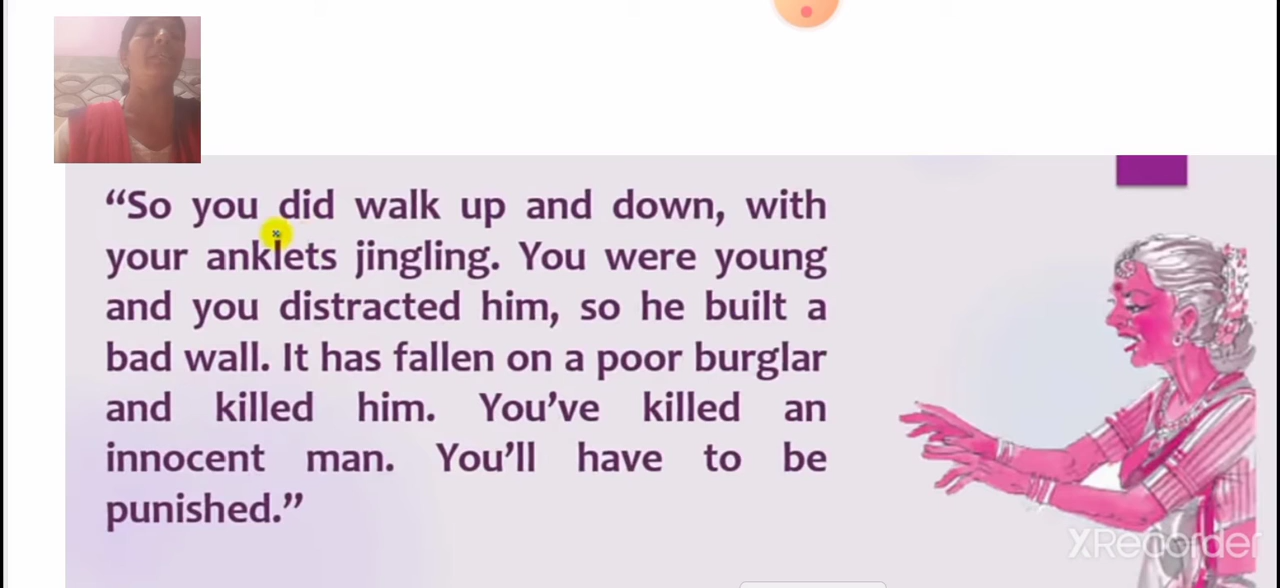 “So you did walk up and down, with
your anklets jingling. You were young
and you distracted him, so he built a
bad wall. It has fallen on a poor burglar
and killed him. You’ve killed an
innocent man. You’ll have to be
punished.”
XRecorder